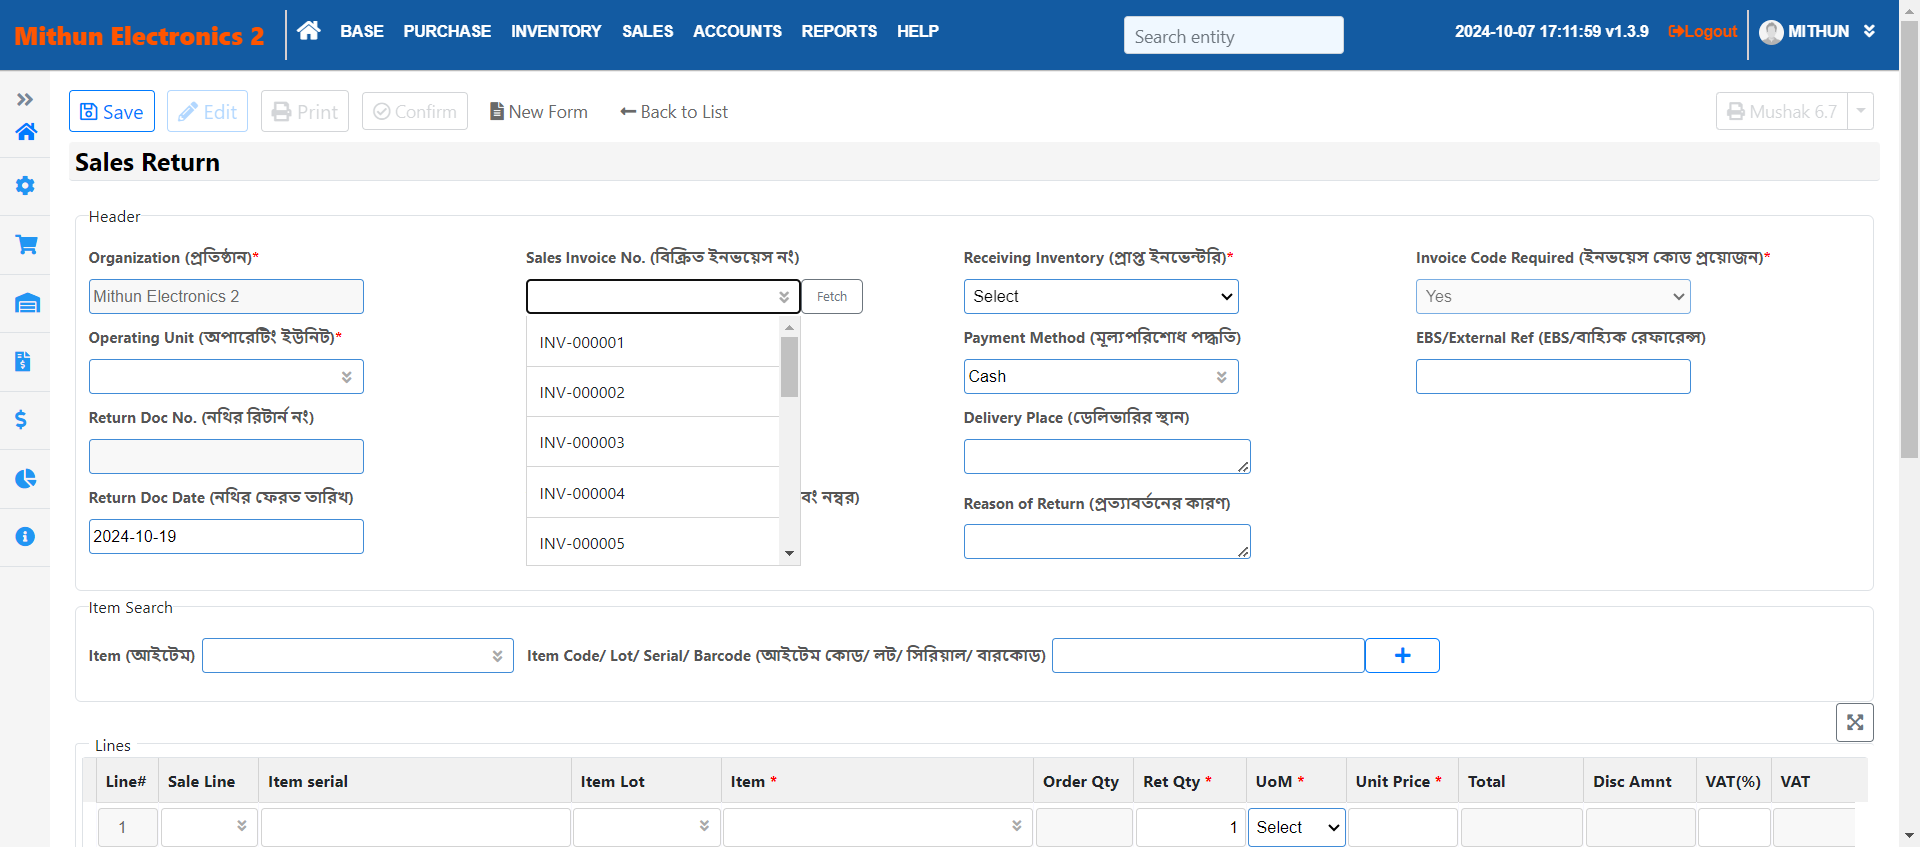 Mithun Electronics 2 BASE PURCHASE INVENTORY SALES ACCOUNTS REPORTS HELP Search entity 2024-10-07 17:11:59 v1.3.9 Logout MITHUN
Save Edit Print Confirm New Form Back to List Mushak 6.7
Sales Return
Header
Organization (প্রতিষ্ঠান)* Sales Invoice No. (বিক্রিত ইনভয়েস নং) Receiving Inventory (প্রাপ্ত ইনভেন্টরি)* Invoice Code Required (ইনভয়েস কোড প্রয়োজন)*
Mithun Electronics 2 Fetch Select Yes
Operating Unit (অপারেটিং ইউনিট)* INV-000001 Payment Method (মূল্যপরিশোধ পদ্ধতি) EBS/External Ref (EBS/বাহ্যিক রেফারেন্স)
INV-000002 Cash
Return Doc No. (নথির রিটার্ন নং) Delivery Place (ডেলিভারির স্থান)
INV-000003
Return Doc Date (নথির ফেরত তারিখ) INV-000004 বং নম্বর) Reason of Return (প্রত্যাবর্তনের কারণ)
2024-10-19 INV-000005
Item Search
Item (আইটেম) Item Code/ Lot/ Serial/ Barcode (আইটেম কোড/ লট/ সিরিয়াল/ বারকোড)
Lines
Line# Sale Line Item serial Item Lot Item * Order Qty Ret Qty * UoM * Unit Price * Total Disc Amnt VAT(%) VAT
1 1 Select